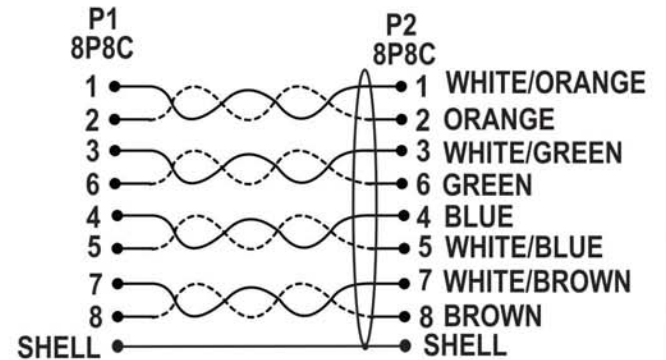 P1 P2
8P8C 8P8C
1 1 WHITE/ORANGE
2 2 ORANGE
3 3 WHITE/GREEN
6 6 GREEN
4 4 BLUE
5 5 WHITE/BLUE
7 7 WHITE/BROWN
8 8 BROWN
SHELL SHELL